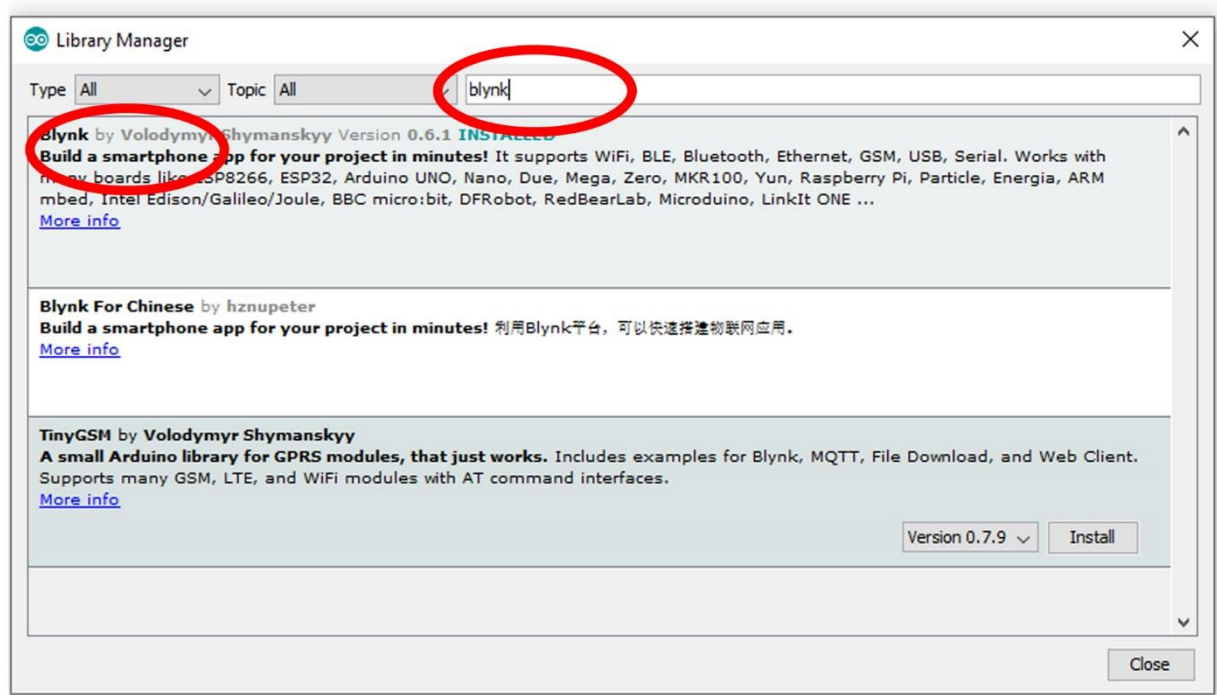 Library Manager
Type All Topic All blynk
Blynk by Volodymyr Shymanskyy Version 0.6.1 INSTALLED
Build a smartphone app for your project in minutes! It supports WiFi, BLE, Bluetooth, Ethernet, GSM, USB, Serial. Works with
many boards like ESP8266, ESP32, Arduino UNO, Nano, Due, Mega, Zero, MKR100, Yun, Raspberry Pi, Particle, Energia, ARM
mbed, Intel Edison/Galileo/Joule, BBC micro:bit, DFRobot, RedBearLab, Microduino, LinkIt ONE ...
More info
Blynk For Chinese by hznupeter
Build a smartphone app for your project in minutes! 利用Blynk平台，可以快速搭建物联网应用.
More info
TinyGSM by Volodymyr Shymanskyy
A small Arduino library for GPRS modules, that just works. Includes examples for Blynk, MQTT, File Download, and Web Client.
Supports many GSM, LTE, and WiFi modules with AT command interfaces.
More info
Version 0.7.9 Install
Close